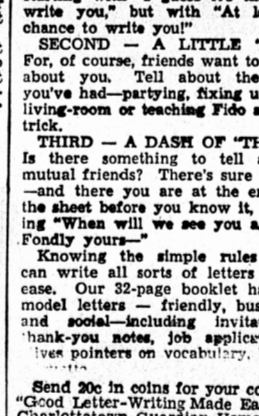 write you," but with "At l
chance to write you!"
SECOND — A LITTLE "
For, of course, friends want to
about you. Tell about the
you've had—partying, fixing u
living-room or teaching Fido a
trick.
THIRD — A DASH OF "TH
Is there something to tell a
mutual friends? There's sure
—and there you are at the e
the sheet before you know it,
ing "When will we see you a
Fondly yours—"
Knowing the simple rules
can write all sorts of letters
ease. Our 32-page booklet h
model letters — friendly, bus
and social—including invita
hank-you notes, job applic
ives pointers on vocabulary.
Send 20c in coins for your co
"Good Letter-Writing Made Ea